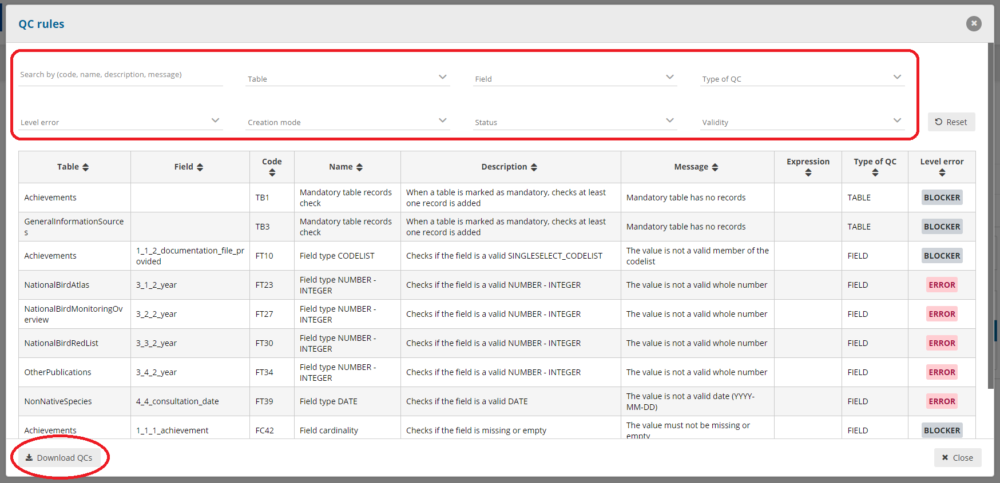 QC rules
Search by (code, name, description, message)
Table
Field
Type of QC
Level error
Creation mode
Status
Validity
Reset
Table
Field
Code
Name
Description
Message
Expression
Type of QC
Level error
Achievements
TB1
Mandatory table records
check
When a table is marked as mandatory, checks at least
one record is added
Mandatory table has no records
TABLE
BLOCKER
GeneralInformationSource
s
TB3
Mandatory table records
check
When a table is marked as mandatory, checks at least
one record is added
Mandatory table has no records
TABLE
BLOCKER
Achievements
1_1_2_documentation_file_pr
ovided
FT10
Field type CODELIST
Checks if the field is a valid SINGLESELECT_CODELIST
The value is not a valid member of the
codelist
FIELD
BLOCKER
NationalBirdAtlas
3_1_2_year
FT23
Field type NUMBER -
INTEGER
Checks if the field is a valid NUMBER - INTEGER
The value is not a valid whole number
FIELD
ERROR
NationalBirdMonitoringOv
erview
3_2_2_year
FT27
Field type NUMBER -
INTEGER
Checks if the field is a valid NUMBER - INTEGER
The value is not a valid whole number
FIELD
ERROR
NationalBirdRedList
3_3_2_year
FT30
Field type NUMBER -
INTEGER
Checks if the field is a valid NUMBER - INTEGER
The value is not a valid whole number
FIELD
ERROR
OtherPublications
3_4_2_year
FT34
Field type NUMBER -
INTEGER
Checks if the field is a valid NUMBER - INTEGER
The value is not a valid whole number
FIELD
ERROR
NonNativeSpecies
4_4_consultation_date
FT39
Field type DATE
Checks if the field is a valid DATE
The value is not a valid date (YYYY-
MM-DD)
FIELD
ERROR
Achievements
1_1_1_achievement
FC42
Field cardinality
Checks if the field is missing or empty
The value must not be missing or
empty
FIELD
BLOCKER
Download QCs
Close